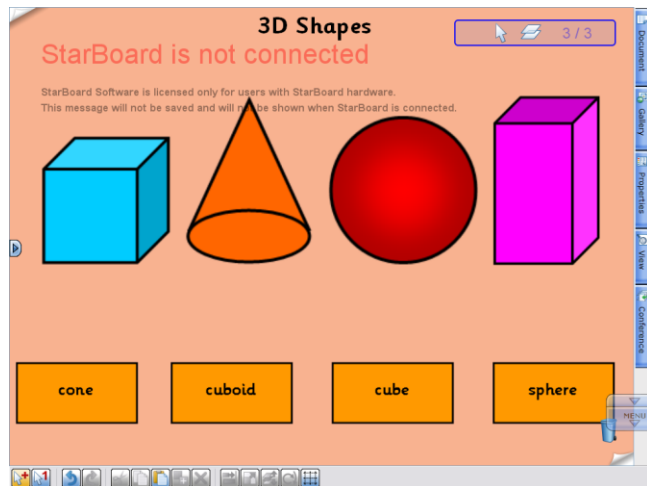 3D Shapes
3 / 3
StarBoard is not connected
StarBoard Software is licensed only for users with StarBoard hardware.
This message will not be saved and will not be shown when StarBoard is connected.
Document
Gallery
Properties
View
Conference
cone
cuboid
cube
sphere
MENU
1